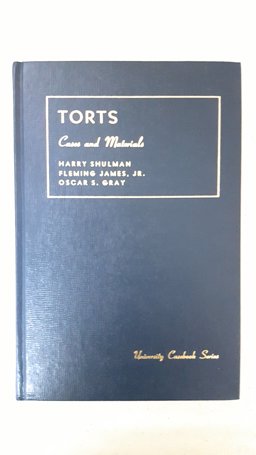 TORTS
Cases and Materials
HARRY SHULMAN
FLEMING JAMES, JR.
OSCAR S. GRAY
University Casebook Series